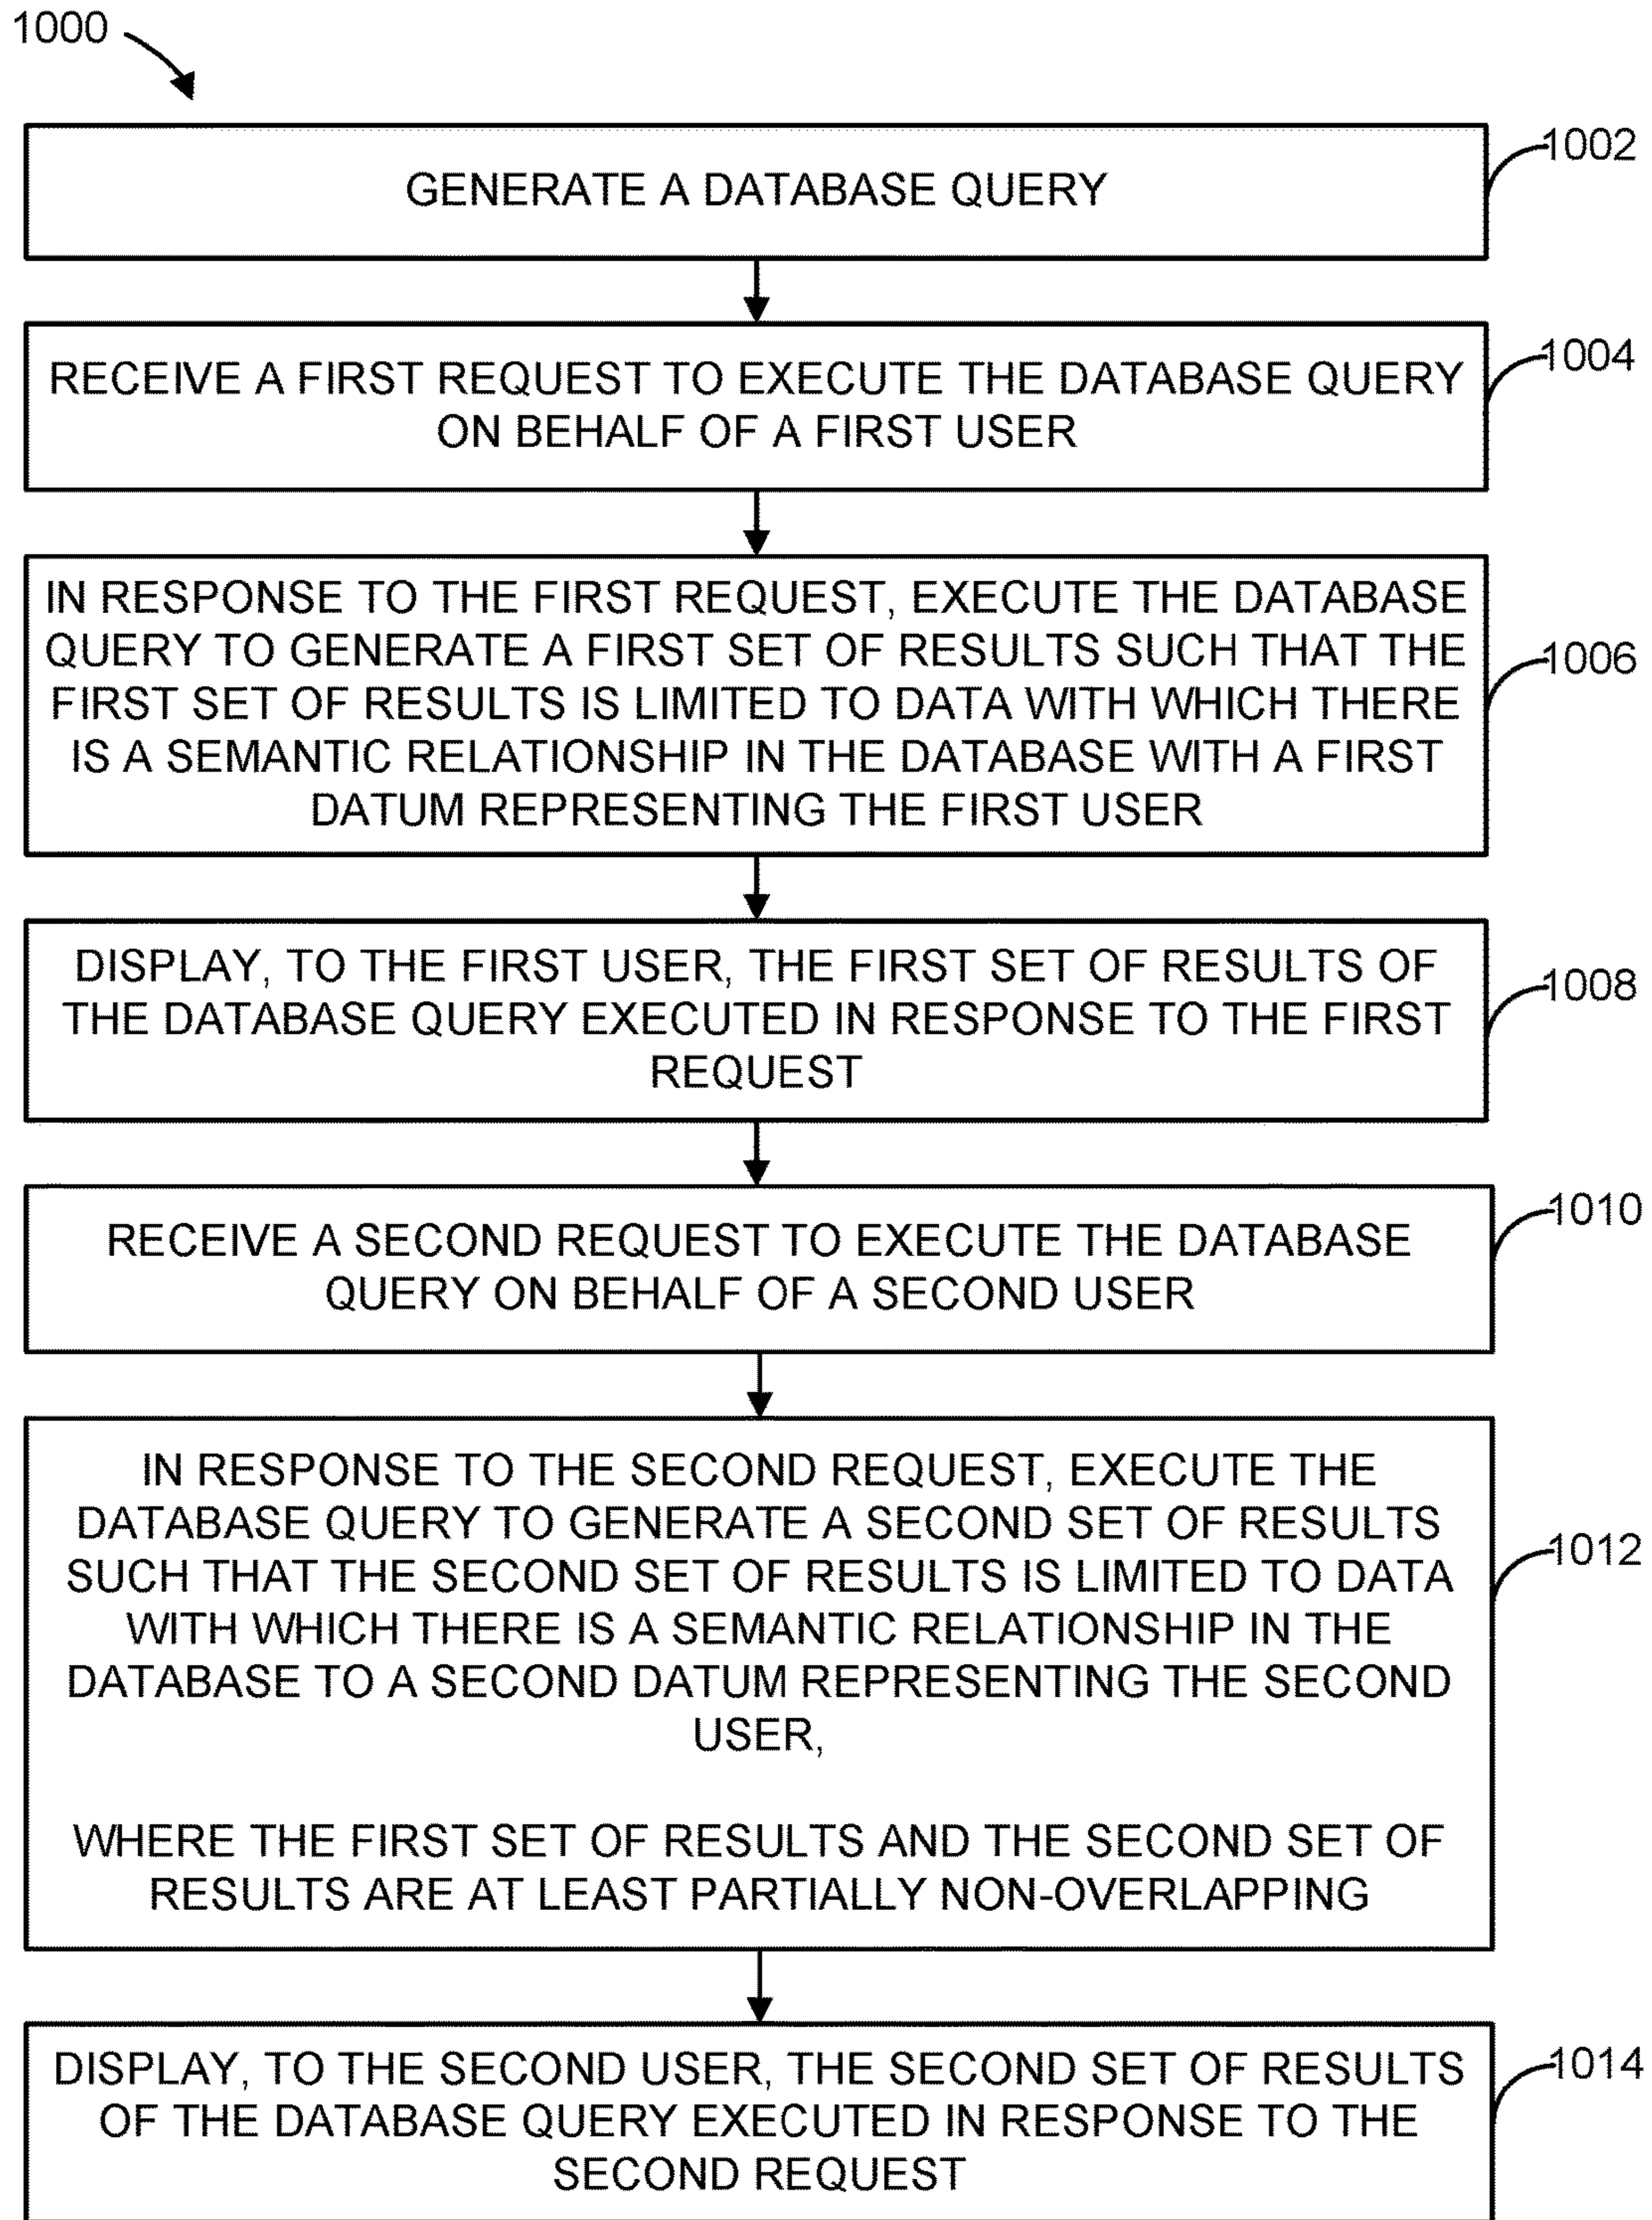 1000
GENERATE A DATABASE QUERY
1002
RECEIVE A FIRST REQUEST TO EXECUTE THE DATABASE QUERY
ON BEHALF OF A FIRST USER
1004
IN RESPONSE TO THE FIRST REQUEST, EXECUTE THE DATABASE
QUERY TO GENERATE A FIRST SET OF RESULTS SUCH THAT THE
FIRST SET OF RESULTS IS LIMITED TO DATA WITH WHICH THERE
IS A SEMANTIC RELATIONSHIP IN THE DATABASE WITH A FIRST
DATUM REPRESENTING THE FIRST USER
1006
DISPLAY, TO THE FIRST USER, THE FIRST SET OF RESULTS OF
THE DATABASE QUERY EXECUTED IN RESPONSE TO THE FIRST
REQUEST
1008
RECEIVE A SECOND REQUEST TO EXECUTE THE DATABASE
QUERY ON BEHALF OF A SECOND USER
1010
IN RESPONSE TO THE SECOND REQUEST, EXECUTE THE
DATABASE QUERY TO GENERATE A SECOND SET OF RESULTS
SUCH THAT THE SECOND SET OF RESULTS IS LIMITED TO DATA
WITH WHICH THERE IS A SEMANTIC RELATIONSHIP IN THE
DATABASE TO A SECOND DATUM REPRESENTING THE SECOND
USER,
WHERE THE FIRST SET OF RESULTS AND THE SECOND SET OF
RESULTS ARE AT LEAST PARTIALLY NON-OVERLAPPING
1012
DISPLAY, TO THE SECOND USER, THE SECOND SET OF RESULTS
OF THE DATABASE QUERY EXECUTED IN RESPONSE TO THE
SECOND REQUEST
1014